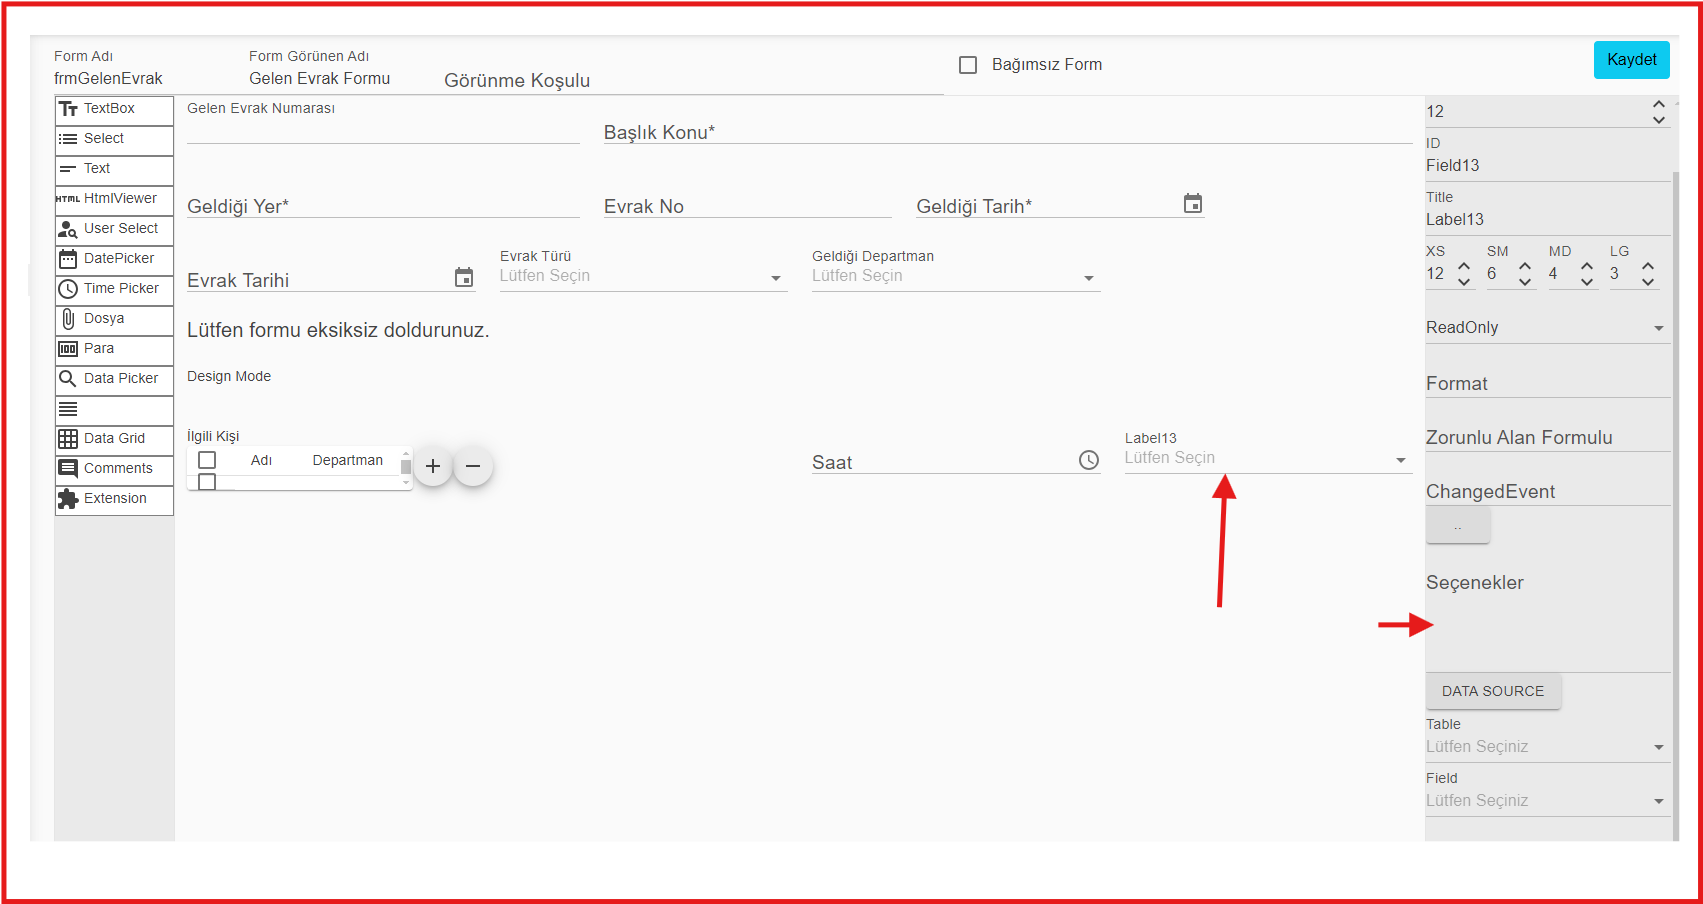 Form Adı
frmGelenEvrak
Form Görünen Adı
Gelen Evrak Formu
Görünme Koşulu
Bağımsız Form
Kaydet
TextBox
Select
Text
HTML HtmlViewer
User Select
DatePicker
Time Picker
Dosya
Para
Data Picker
Data Grid
Comments
Extension
Gelen Evrak Numarası
Başlık Konu*
Geldiği Yer*
Evrak No
Geldiği Tarih*
Evrak Tarihi
Evrak Türü
Lütfen Seçin
Geldiği Departman
Lütfen Seçin
Lütfen formu eksiksiz doldurunuz.
Design Mode
İlgili Kişi
Adı Departman
+ −
Saat
Label13
Lütfen Seçin
12
ID
Field13
Title
Label13
XS SM MD LG
12 6 4 3
ReadOnly
Format
Zorunlu Alan Formulu
ChangedEvent
..
Seçenekler
DATA SOURCE
Table
Lütfen Seçiniz
Field
Lütfen Seçiniz